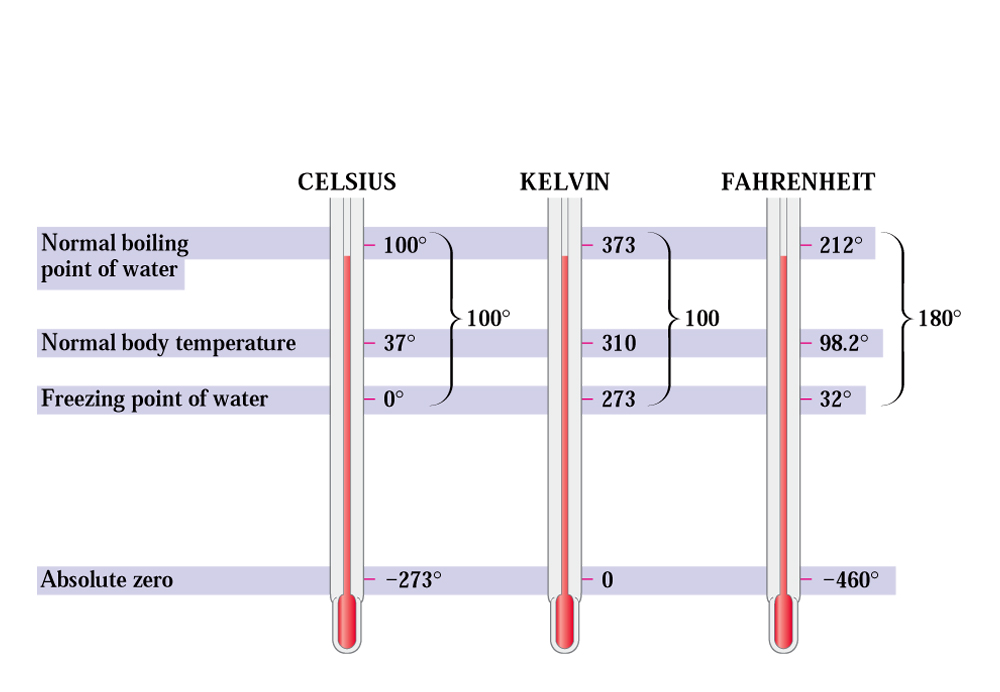 CELSIUS KELVIN FAHRENHEIT
Normal boiling
point of water
100° 373 212°
100° 100 180°
Normal body temperature 37° 310 98.2°
Freezing point of water 0° 273 32°
Absolute zero −273° 0 −460°